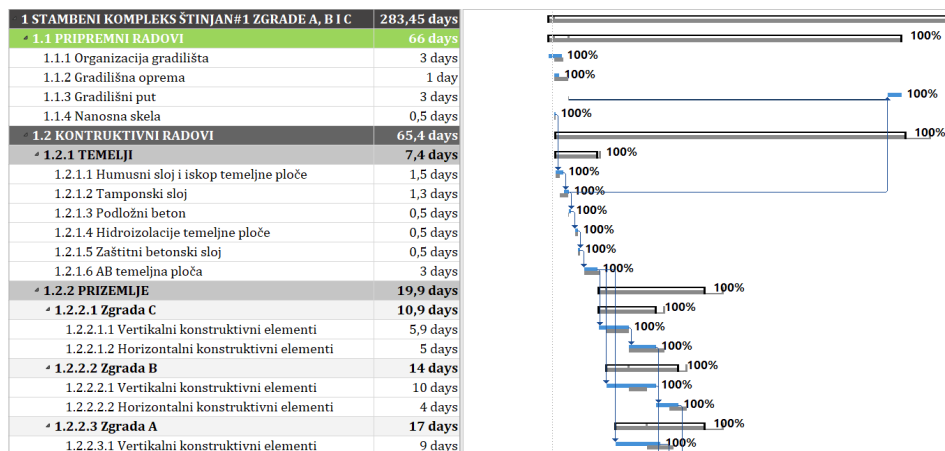 1 STAMBENI KOMPLEKS ŠTINJAN#1 ZGRADE A, B I C 283,45 days
1.1 PRIPREMNI RADOVI 66 days 100%
1.1.1 Organizacija gradilišta 3 days 100%
1.1.2 Gradilišna oprema 1 day 100%
1.1.3 Gradilišni put 3 days 100%
1.1.4 Nanosna skela 0,5 days 100%
1.2 KONTRUKTIVNI RADOVI 65,4 days 100%
1.2.1 TEMELJI 7,4 days 100%
1.2.1.1 Humusni sloj i iskop temeljne ploče 1,5 days 100%
1.2.1.2 Tamponski sloj 1,3 days 100%
1.2.1.3 Podložni beton 0,5 days 100%
1.2.1.4 Hidroizolacije temeljne ploče 0,5 days 100%
1.2.1.5 Zaštitni betonski sloj 0,5 days 100%
1.2.1.6 AB temeljna ploča 3 days 100%
1.2.2 PRIZEMLJE 19,9 days 100%
1.2.2.1 Zgrada C 10,9 days 100%
1.2.2.1.1 Vertikalni konstruktivni elementi 5,9 days 100%
1.2.2.1.2 Horizontalni konstruktivni elementi 5 days 100%
1.2.2.2 Zgrada B 14 days 100%
1.2.2.2.1 Vertikalni konstruktivni elementi 10 days 100%
1.2.2.2.2 Horizontalni konstruktivni elementi 4 days 100%
1.2.2.3 Zgrada A 17 days 100%
1.2.2.3.1 Vertikalni konstruktivni elementi 9 days 100%